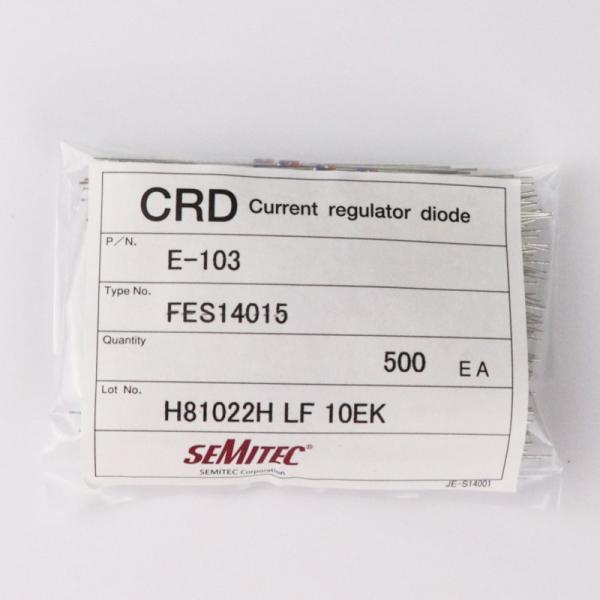 CRD Current regulator diode
P/N.
E-103
Type No.
FES14015
Quantity
500 EA
Lot No.
H81022H LF 10EK
SEMITEC®
SEMITEC Corporation
JE-S14001